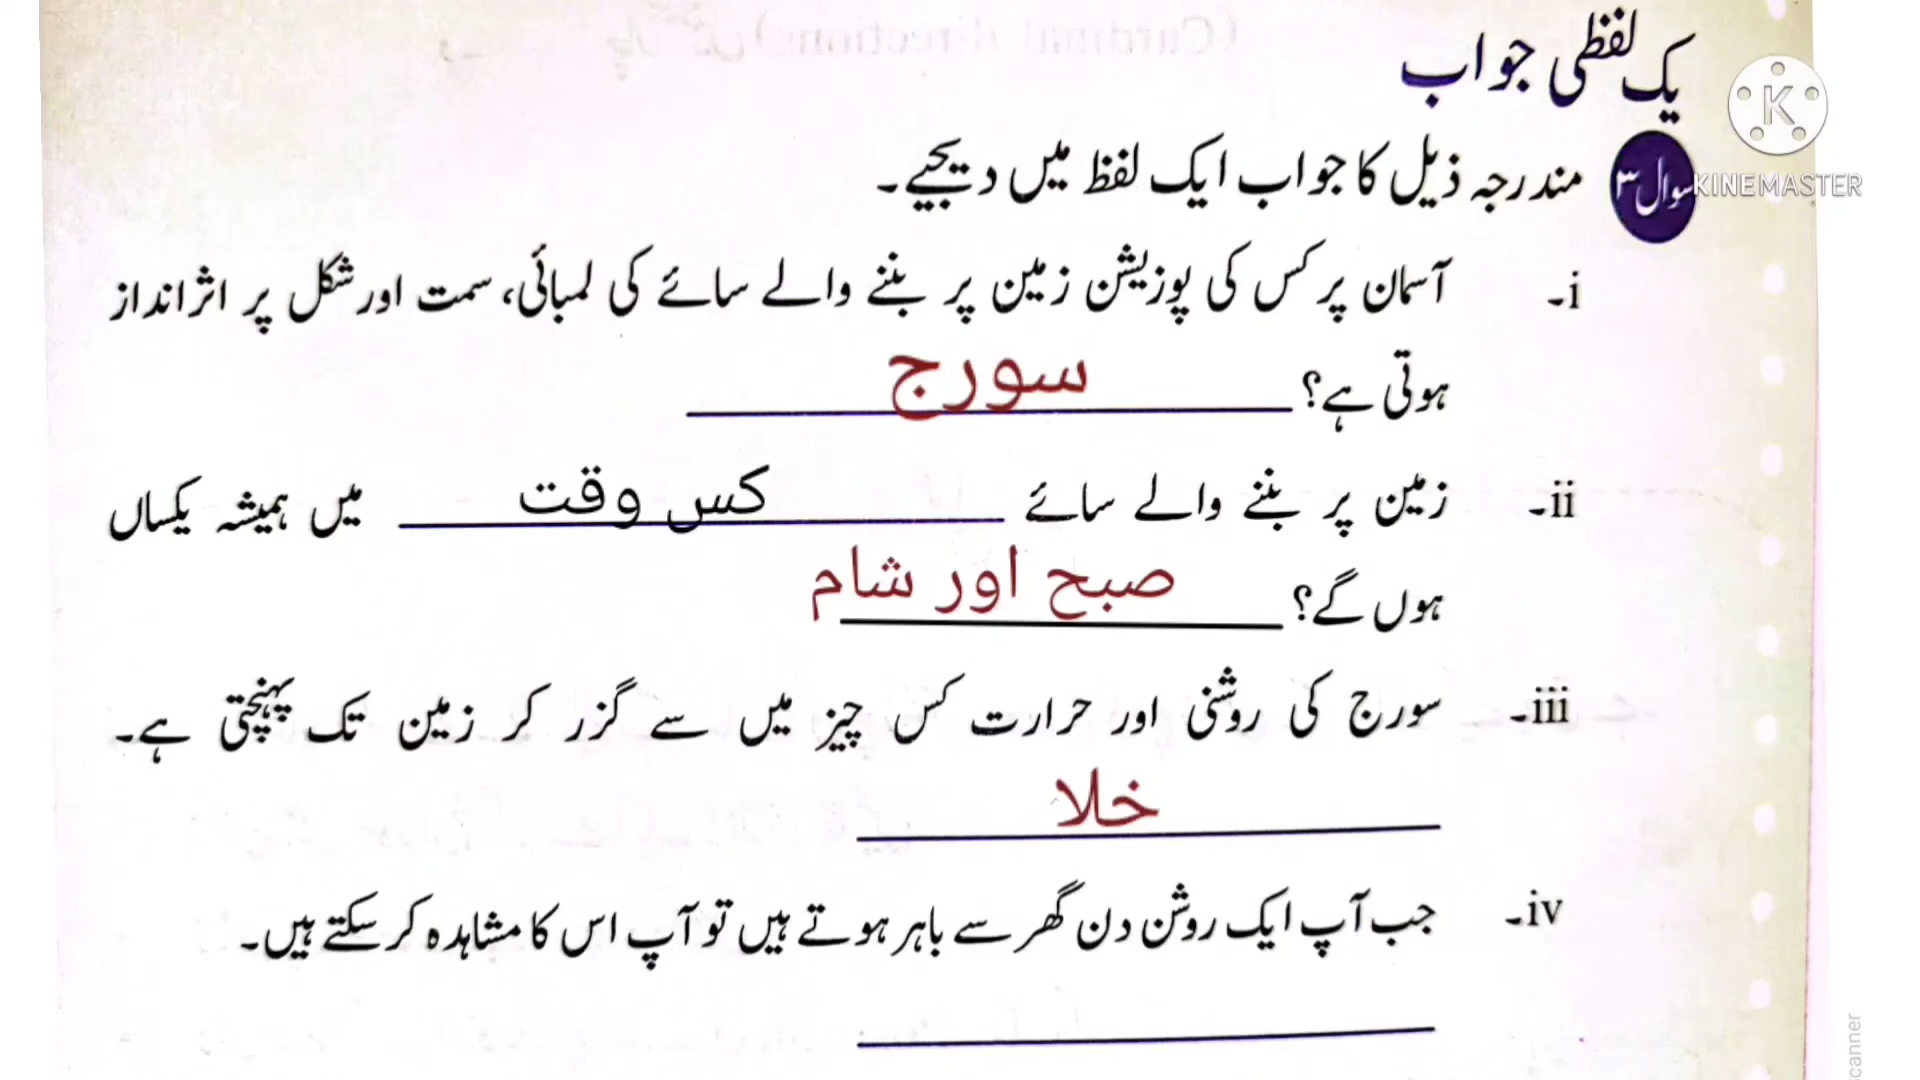 یک لفظی جواب
KINEMASTER
سوال ۳ مندرجہ ذیل کا جواب ایک لفظ میں دیجیے۔
i۔ آسمان پر کس کی پوزیشن زمین پر بننے والے سائے کی لمبائی، سمت اور شکل پر اثر انداز
ہوتی ہے؟ سورج
ii۔ زمین پر بننے والے سائے کس وقت میں ہمیشہ یکساں
ہوں گے؟ صبح اور شام
iii۔ سورج کی روشنی اور حرارت کس چیز میں سے گزر کر زمین تک پہنچتی ہے۔
خلا
iv۔ جب آپ ایک روشن دن گھر سے باہر ہوتے ہیں تو آپ اس کا مشاہدہ کر سکتے ہیں۔
canner